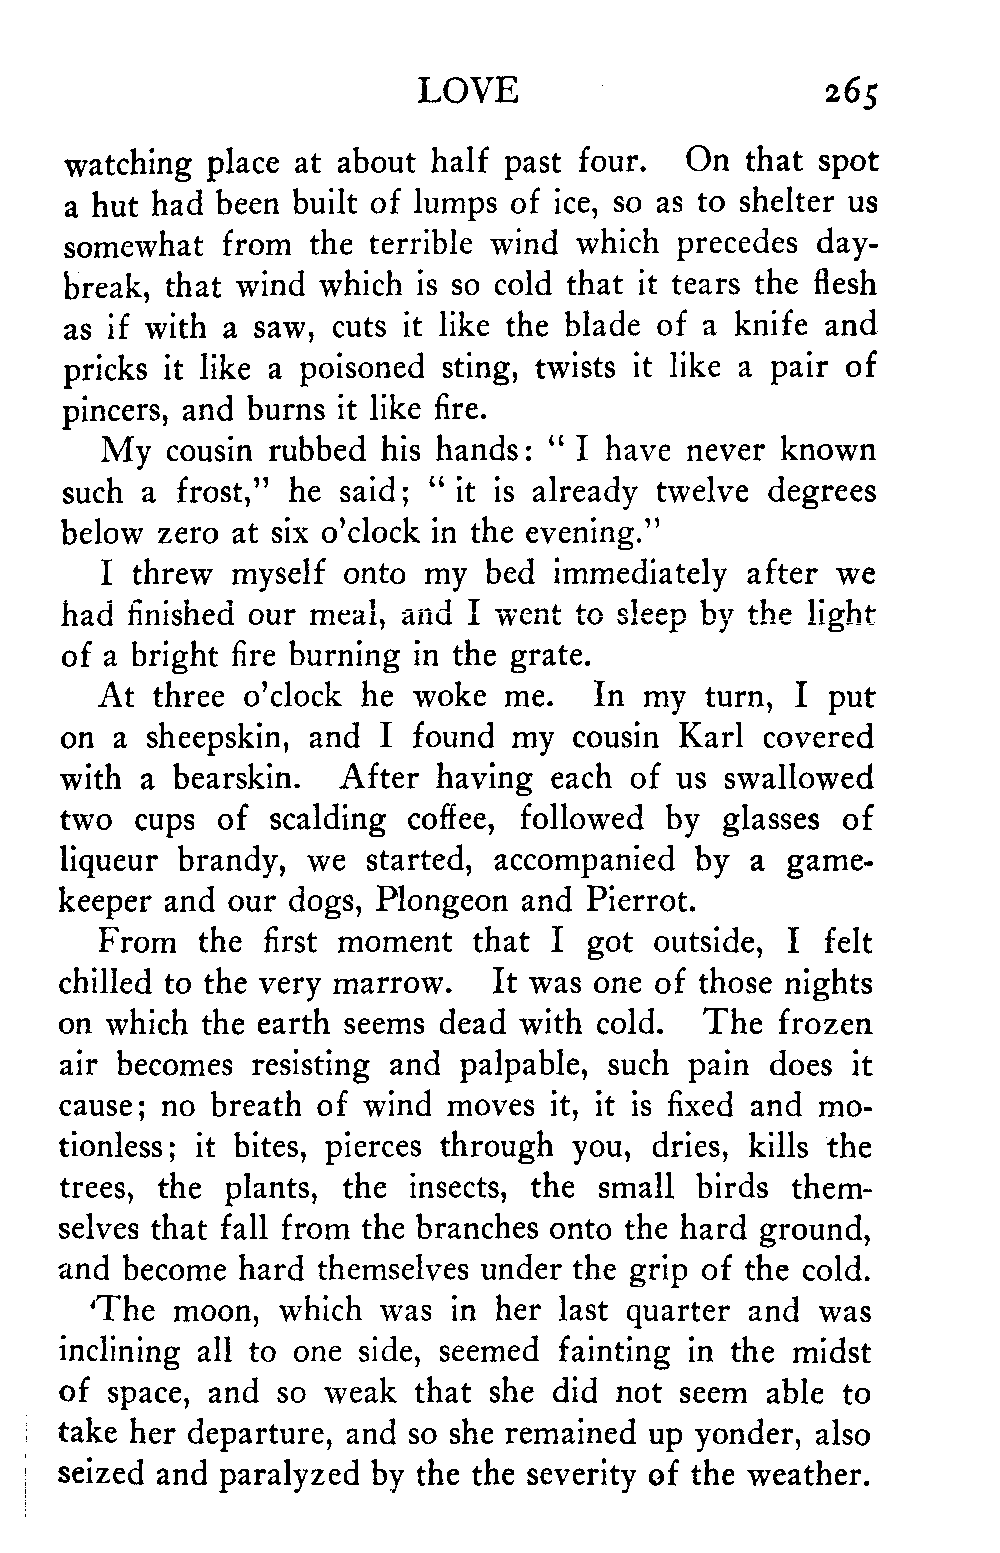 LOVE 265
watching place at about half past four. On that spot
a hut had been built of lumps of ice, so as to shelter us
somewhat from the terrible wind which precedes day-
break, that wind which is so cold that it tears the flesh
as if with a saw, cuts it like the blade of a knife and
pricks it like a poisoned sting, twists it like a pair of
pincers, and burns it like fire.
My cousin rubbed his hands: “ I have never known
such a frost,” he said; “ it is already twelve degrees
below zero at six o’clock in the evening.”
I threw myself onto my bed immediately after we
had finished our meal, and I went to sleep by the light
of a bright fire burning in the grate.
At three o’clock he woke me. In my turn, I put
on a sheepskin, and I found my cousin Karl covered
with a bearskin. After having each of us swallowed
two cups of scalding coffee, followed by glasses of
liqueur brandy, we started, accompanied by a game-
keeper and our dogs, Plongeon and Pierrot.
From the first moment that I got outside, I felt
chilled to the very marrow. It was one of those nights
on which the earth seems dead with cold. The frozen
air becomes resisting and palpable, such pain does it
cause; no breath of wind moves it, it is fixed and mo-
tionless; it bites, pierces through you, dries, kills the
trees, the plants, the insects, the small birds them-
selves that fall from the branches onto the hard ground,
and become hard themselves under the grip of the cold.
‘The moon, which was in her last quarter and was
inclining all to one side, seemed fainting in the midst
of space, and so weak that she did not seem able to
take her departure, and so she remained up yonder, also
seized and paralyzed by the the severity of the weather.